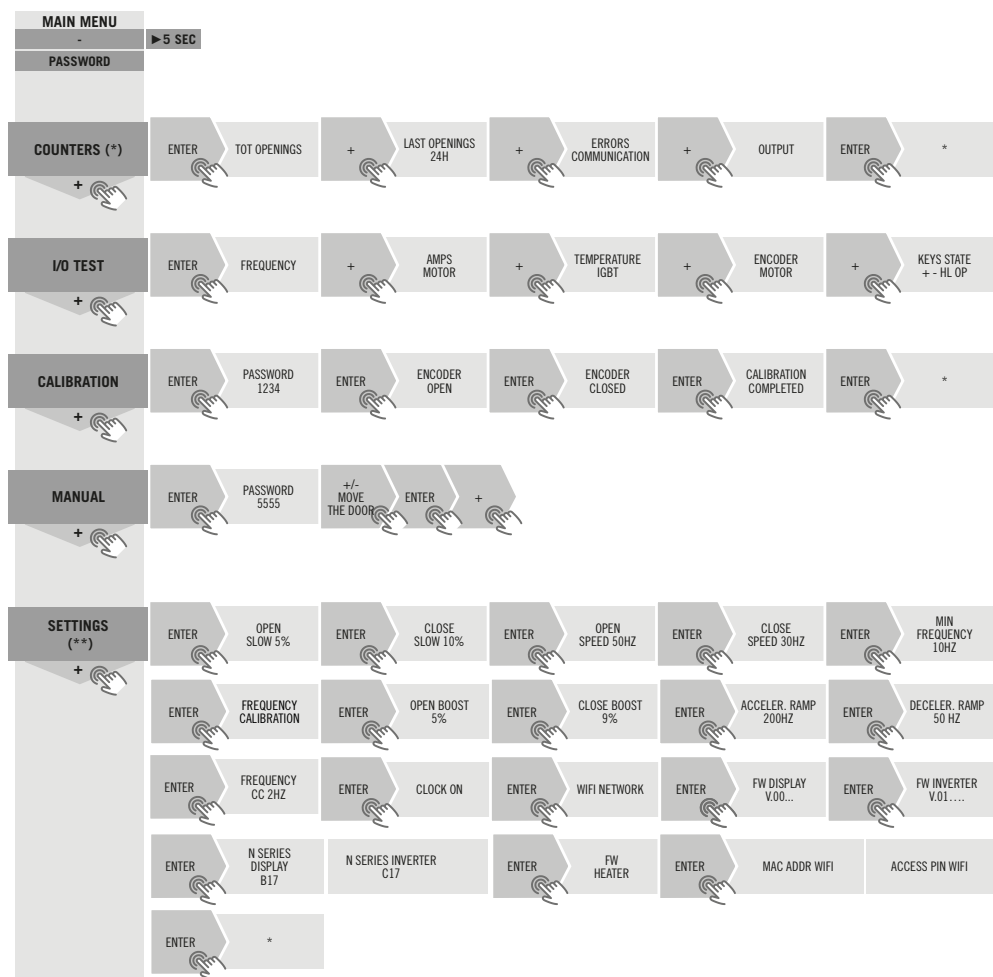 MAIN MENU
-
►5 SEC
PASSWORD
COUNTERS (*)
+
ENTER
TOT OPENINGS
+
LAST OPENINGS
24H
+
ERRORS
COMMUNICATION
+
OUTPUT
ENTER
*
I/O TEST
+
ENTER
FREQUENCY
+
AMPS
MOTOR
+
TEMPERATURE
IGBT
+
ENCODER
MOTOR
+
KEYS STATE
+ - HL OP
CALIBRATION
+
ENTER
PASSWORD
1234
ENTER
ENCODER
OPEN
ENTER
ENCODER
CLOSED
ENTER
CALIBRATION
COMPLETED
ENTER
*
MANUAL
+
ENTER
PASSWORD
5555
+/-
MOVE
THE DOOR
ENTER
+
SETTINGS
(**)
+
ENTER
OPEN
SLOW 5%
ENTER
CLOSE
SLOW 10%
ENTER
OPEN
SPEED 50HZ
ENTER
CLOSE
SPEED 30HZ
ENTER
MIN
FREQUENCY
10HZ
ENTER
FREQUENCY
CALIBRATION
ENTER
OPEN BOOST
5%
ENTER
CLOSE BOOST
9%
ENTER
ACCELER. RAMP
200HZ
ENTER
DECELER. RAMP
50 HZ
ENTER
FREQUENCY
CC 2HZ
ENTER
CLOCK ON
ENTER
WIFI NETWORK
ENTER
FW DISPLAY
V.00...
ENTER
FW INVERTER
V.01....
ENTER
N SERIES
DISPLAY
B17
N SERIES INVERTER
C17
ENTER
FW
HEATER
ENTER
MAC ADDR WIFI
ACCESS PIN WIFI
ENTER
*